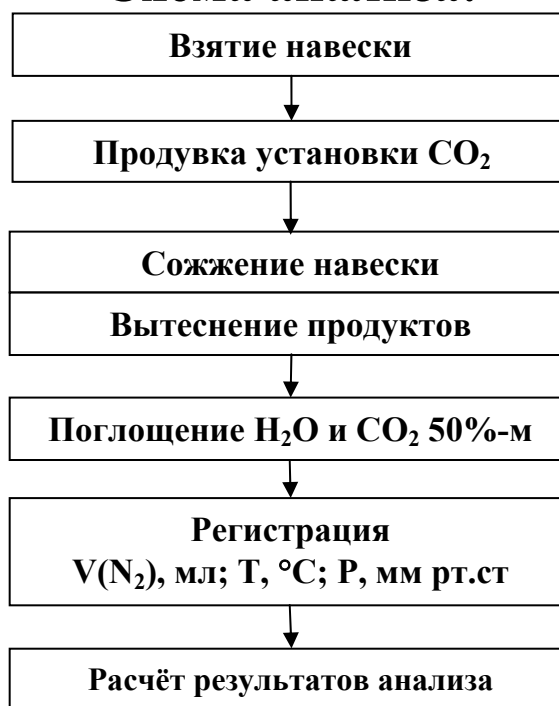 Взятие навески
Продувка установки CO₂
Сожжение навески
Вытеснение продуктов
Поглощение H₂O и CO₂ 50%-м
Регистрация
V(N₂), мл; T, °C; P, мм рт.ст
Расчёт результатов анализа